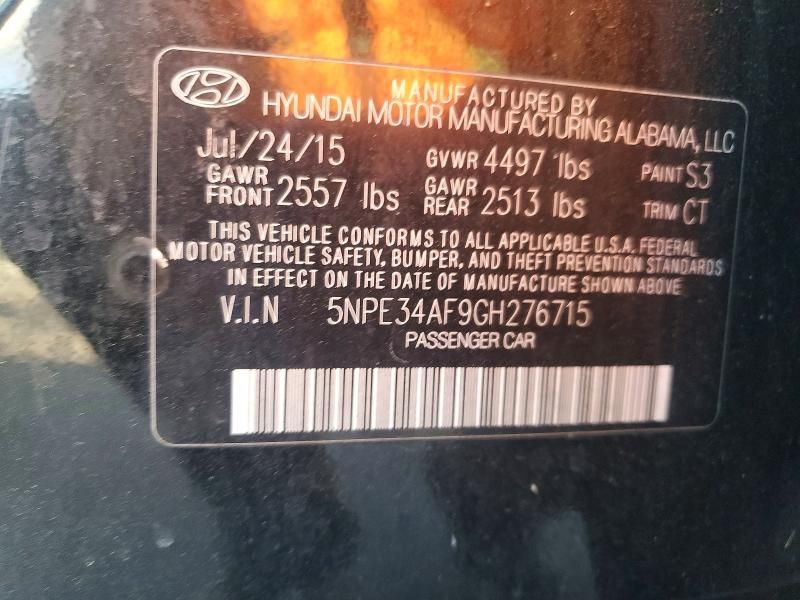 MANUFACTURED BY
HYUNDAI MOTOR MANUFACTURING ALABAMA, LLC
Jul/24/15 GVWR 4497 lbs PAINT S3
GAWR FRONT 2557 lbs GAWR REAR 2513 lbs TRIM CT
THIS VEHICLE CONFORMS TO ALL APPLICABLE U.S.A. FEDERAL
MOTOR VEHICLE SAFETY, BUMPER, AND THEFT PREVENTION STANDARDS
IN EFFECT ON THE DATE OF MANUFACTURE SHOWN ABOVE.
V.I.N 5NPE34AF9GH276715
PASSENGER CAR